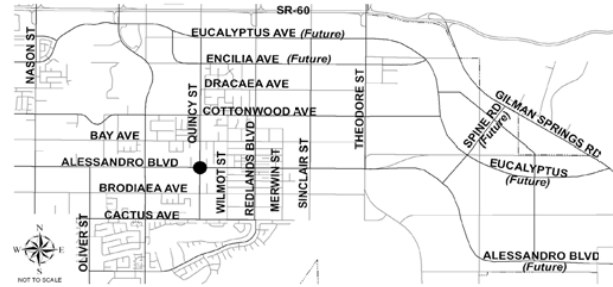 SR-60
NASON ST
EUCALYPTUS AVE (Future)
ENCILIA AVE (Future)
DRACAEA AVE
COTTONWOOD AVE
QUINCY ST
THEODORE ST
GILMAN SPRINGS RD
SPINE RD
(Future)
BAY AVE
ALESSANDRO BLVD
WILMOT ST
REDLANDS BLVD
MERWIN ST
SINCLAIR ST
EUCALYPTUS
(Future)
BRODIAEA AVE
CACTUS AVE
OLIVER ST
ALESSANDRO BLVD
(Future)
N
W
E
S
NOT TO SCALE